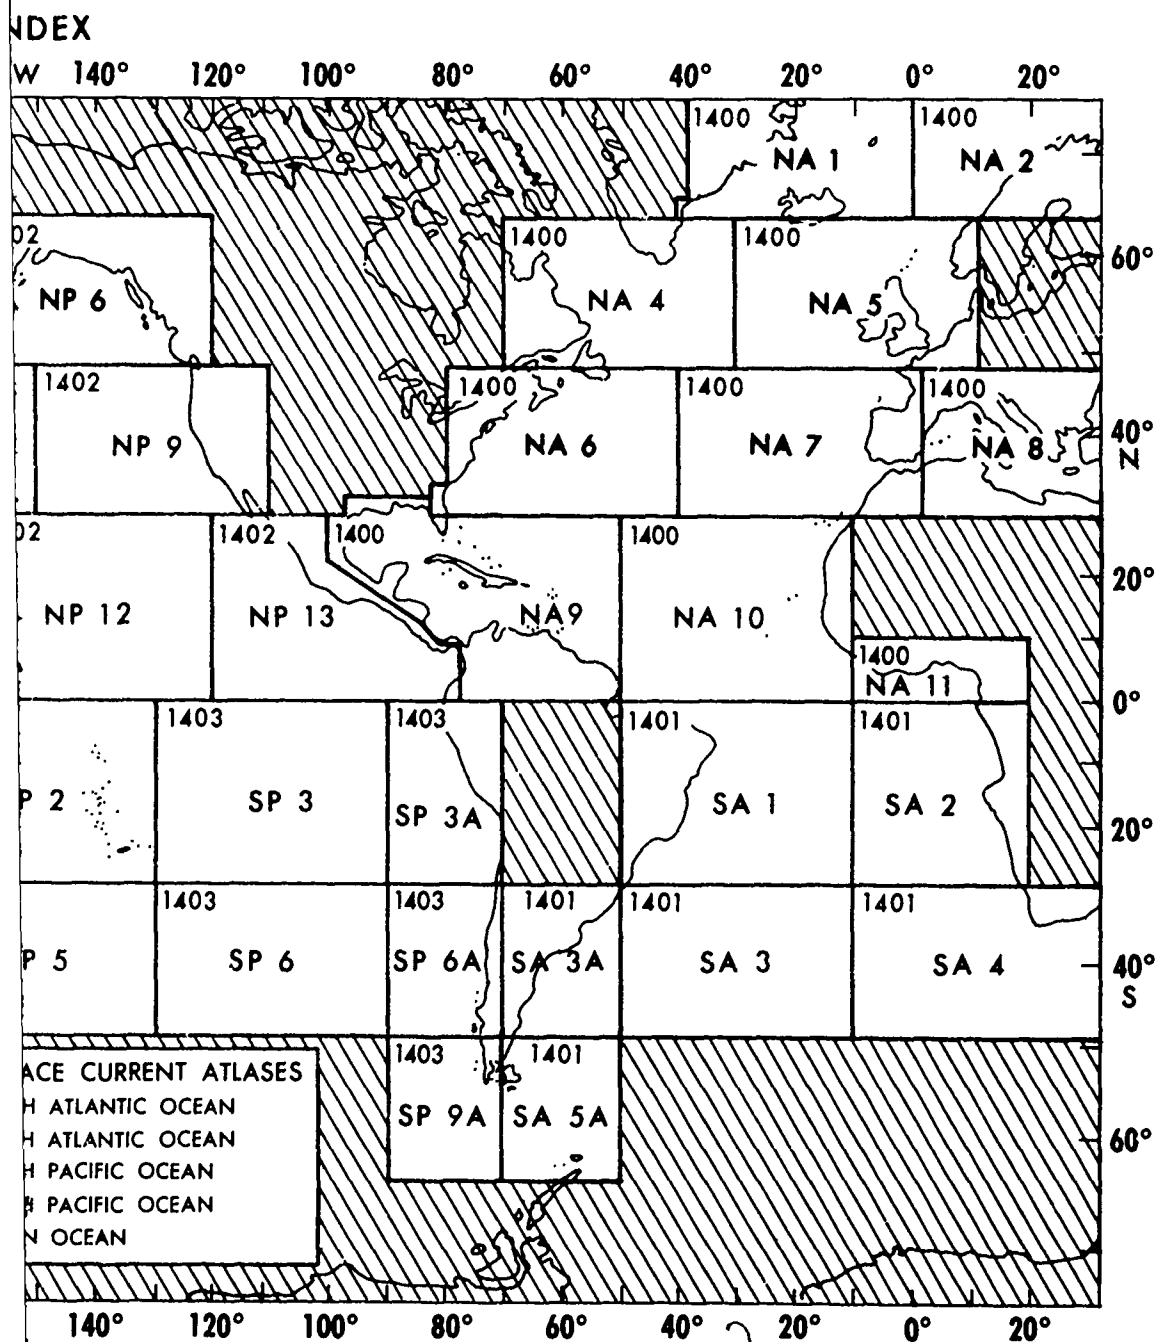 NDEX
W 140° 120° 100° 80° 60° 40° 20° 0° 20°
1400 1400
NA 1 NA 2
02 1400 1400
60°
NP 6 NA 4 NA 5
1402 1400 1400 1400
40°
NP 9 NA 6 NA 7 NA 8
N
02 1402 1400 1400
20°
NP 12 NP 13 NA9 NA 10
1400
NA 11
0°
1403 1403 1401 1401
P 2 SP 3 SP 3A SA 1 SA 2
20°
1403 1403 1401 1401 1401
P 5 SP 6 SP 6A SA 3A SA 3 SA 4 40°
S
1403 1401
ACE CURRENT ATLASES
H ATLANTIC OCEAN
SP 9A SA 5A
H ATLANTIC OCEAN
60°
H PACIFIC OCEAN
H PACIFIC OCEAN
N OCEAN
140° 120° 100° 80° 60° 40° 20° 0° 20°